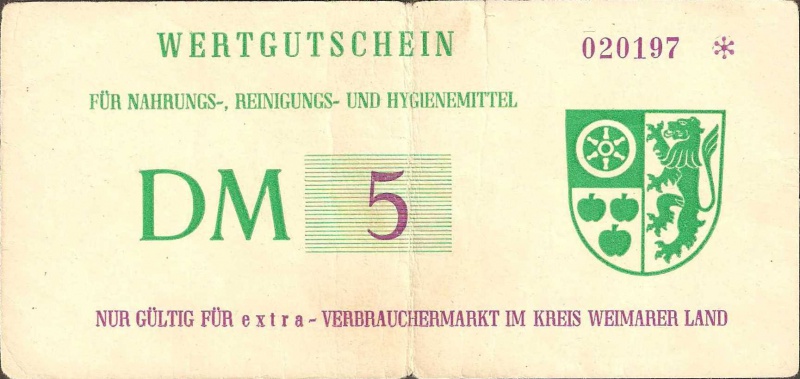 WERTGUTSCHEIN
020197 *
FÜR NAHRUNGS-, REINIGUNGS- UND HYGIENEMITTEL
DM 5
NUR GÜLTIG FÜR extra - VERBRAUCHERMARKT IM KREIS WEIMARER LAND